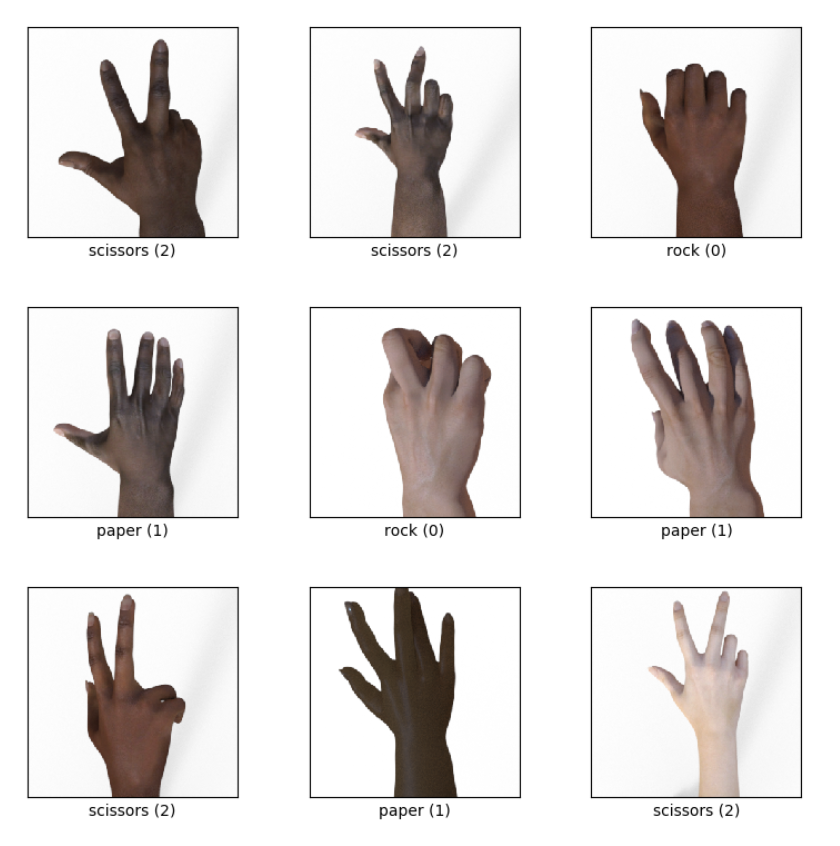 scissors (2)
scissors (2)
rock (0)
paper (1)
rock (0)
paper (1)
scissors (2)
paper (1)
scissors (2)